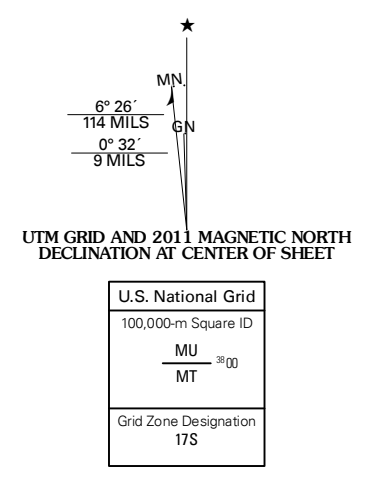 ★
MN.
6° 26´
114 MILS
GN
0° 32´
9 MILS
UTM GRID AND 2011 MAGNETIC NORTH
DECLINATION AT CENTER OF SHEET
U.S. National Grid
100,000-m Square ID
MU
3800
MT
Grid Zone Designation
17S